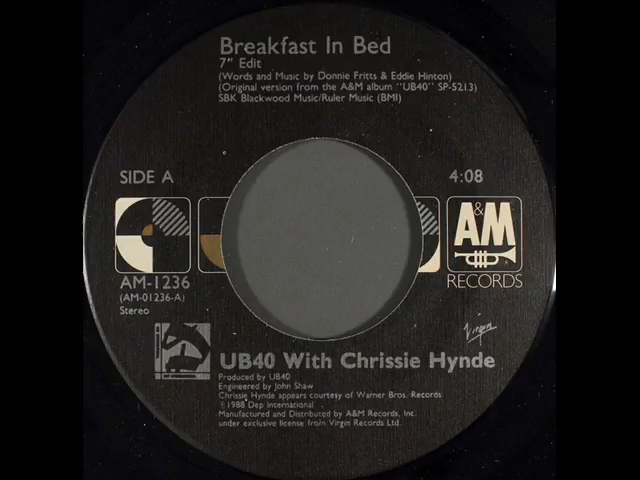 Breakfast In Bed
7" Edit
(Words and Music by Donnie Fritts & Eddie Hinton)
(Original version from the A&M album "UB40" SP-5213)
SBK Blackwood Music/Ruler Music (BMI)
SIDE A
4:08
A&M
RECORDS
AM-1236
(AM-01236-A)
Stereo
Virgin
UB40 With Chrissie Hynde
Produced by UB40
Engineered by John Shaw
Chrissie Hynde appears courtesy of Warner Bros. Records
℗1988 Dep International
Manufactured and Distributed by A&M Records, Inc.
under exclusive license from Virgin Records Ltd.